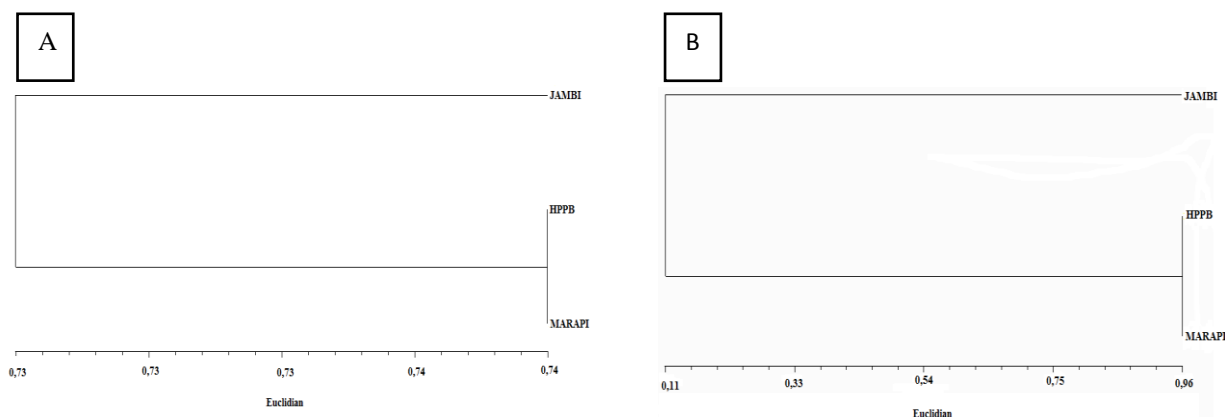 A
JAMBI
HPPB
MARAPI
0,73 0,73 0,73 0,74 0,74
Euclidian
B
JAMBI
HPPB
MARAPI
0,11 0,33 0,54 0,75 0,96
Euclidian